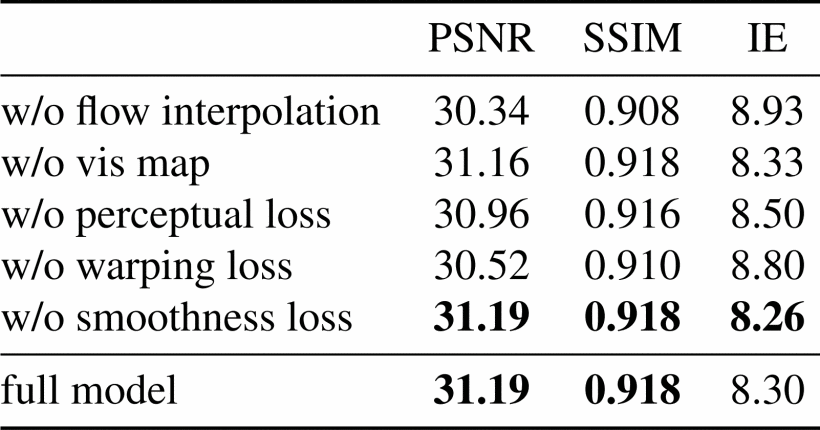 PSNR SSIM IE
w/o flow interpolation 30.34 0.908 8.93
w/o vis map 31.16 0.918 8.33
w/o perceptual loss 30.96 0.916 8.50
w/o warping loss 30.52 0.910 8.80
w/o smoothness loss 31.19 0.918 8.26
full model 31.19 0.918 8.30